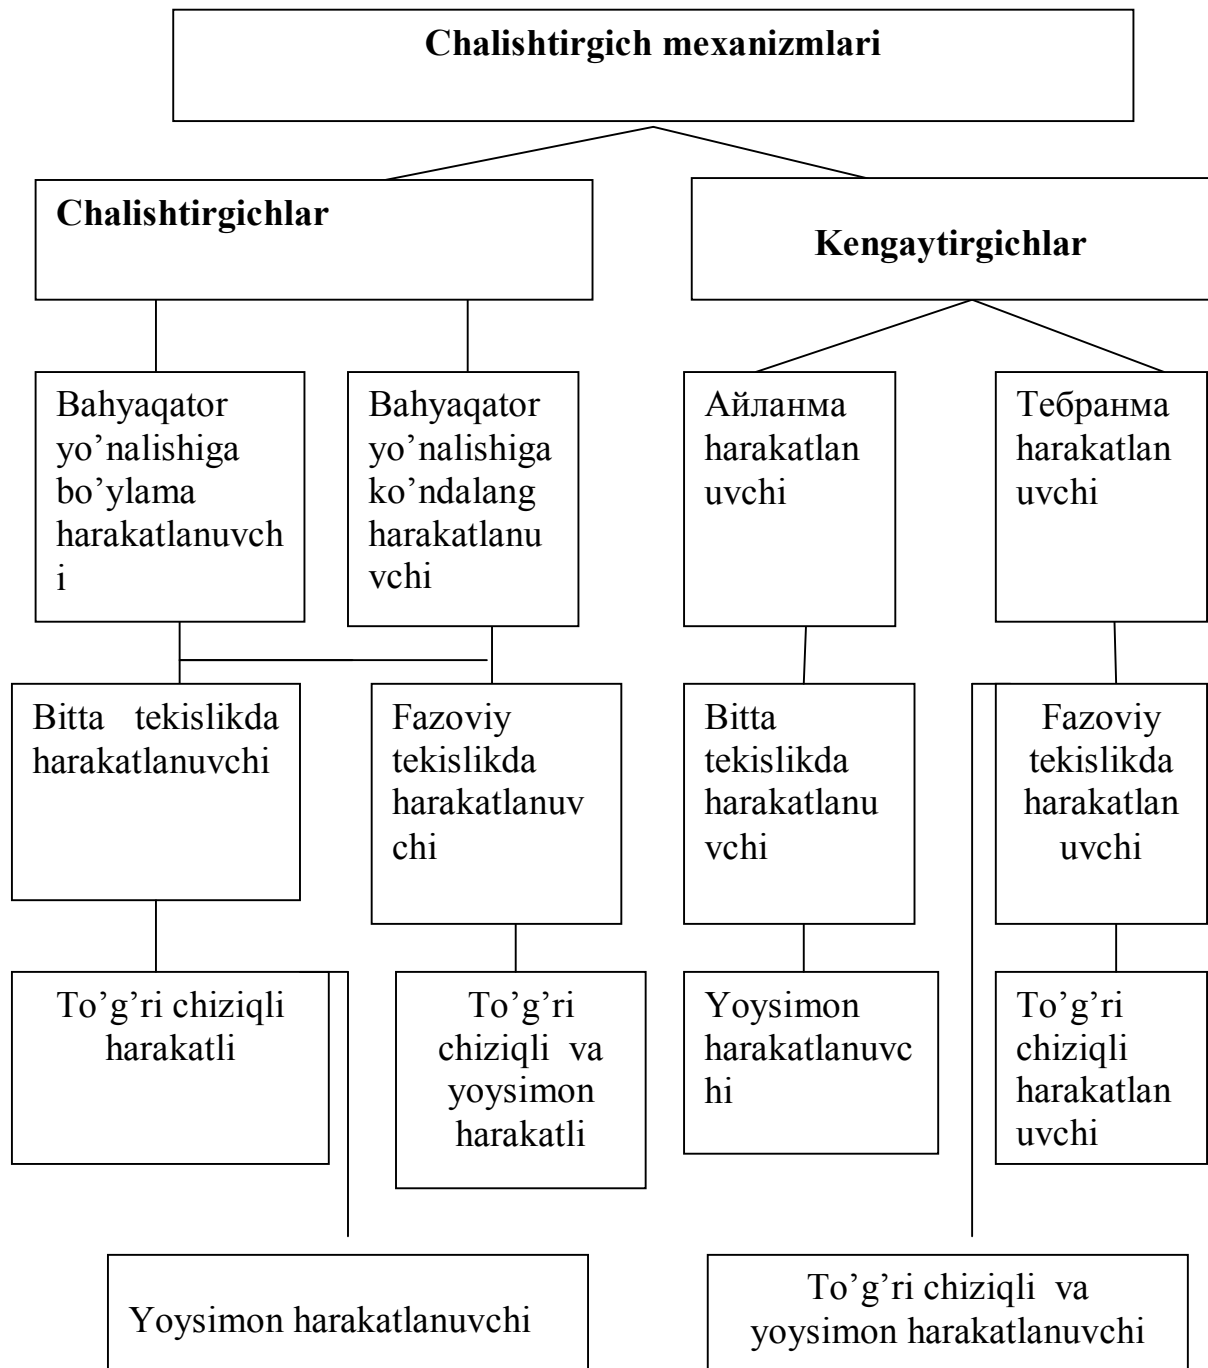 Chalishtirgich mexanizmlari
Chalishtirgichlar
Kengaytirgichlar
Bahyaqator
yo’nalishiga
bo’ylama
harakatlanuvch
i
Bahyaqator
yo’nalishiga
ko’ndalang
harakatlanu
vchi
Айланма
harakatlan
uvchi
Тебранма
harakatlan
uvchi
Bitta tekislikda
harakatlanuvchi
Fazoviy
tekislikda
harakatlanuv
chi
Bitta
tekislikda
harakatlanu
vchi
Fazoviy
tekislikda
harakatlan
uvchi
To’g’ri chiziqli
harakatli
To’g’ri
chiziqli va
yoysimon
harakatli
Yoysimon
harakatlanuvc
hi
To’g’ri
chiziqli
harakatlan
uvchi
Yoysimon harakatlanuvchi
To’g’ri chiziqli va
yoysimon harakatlanuvchi